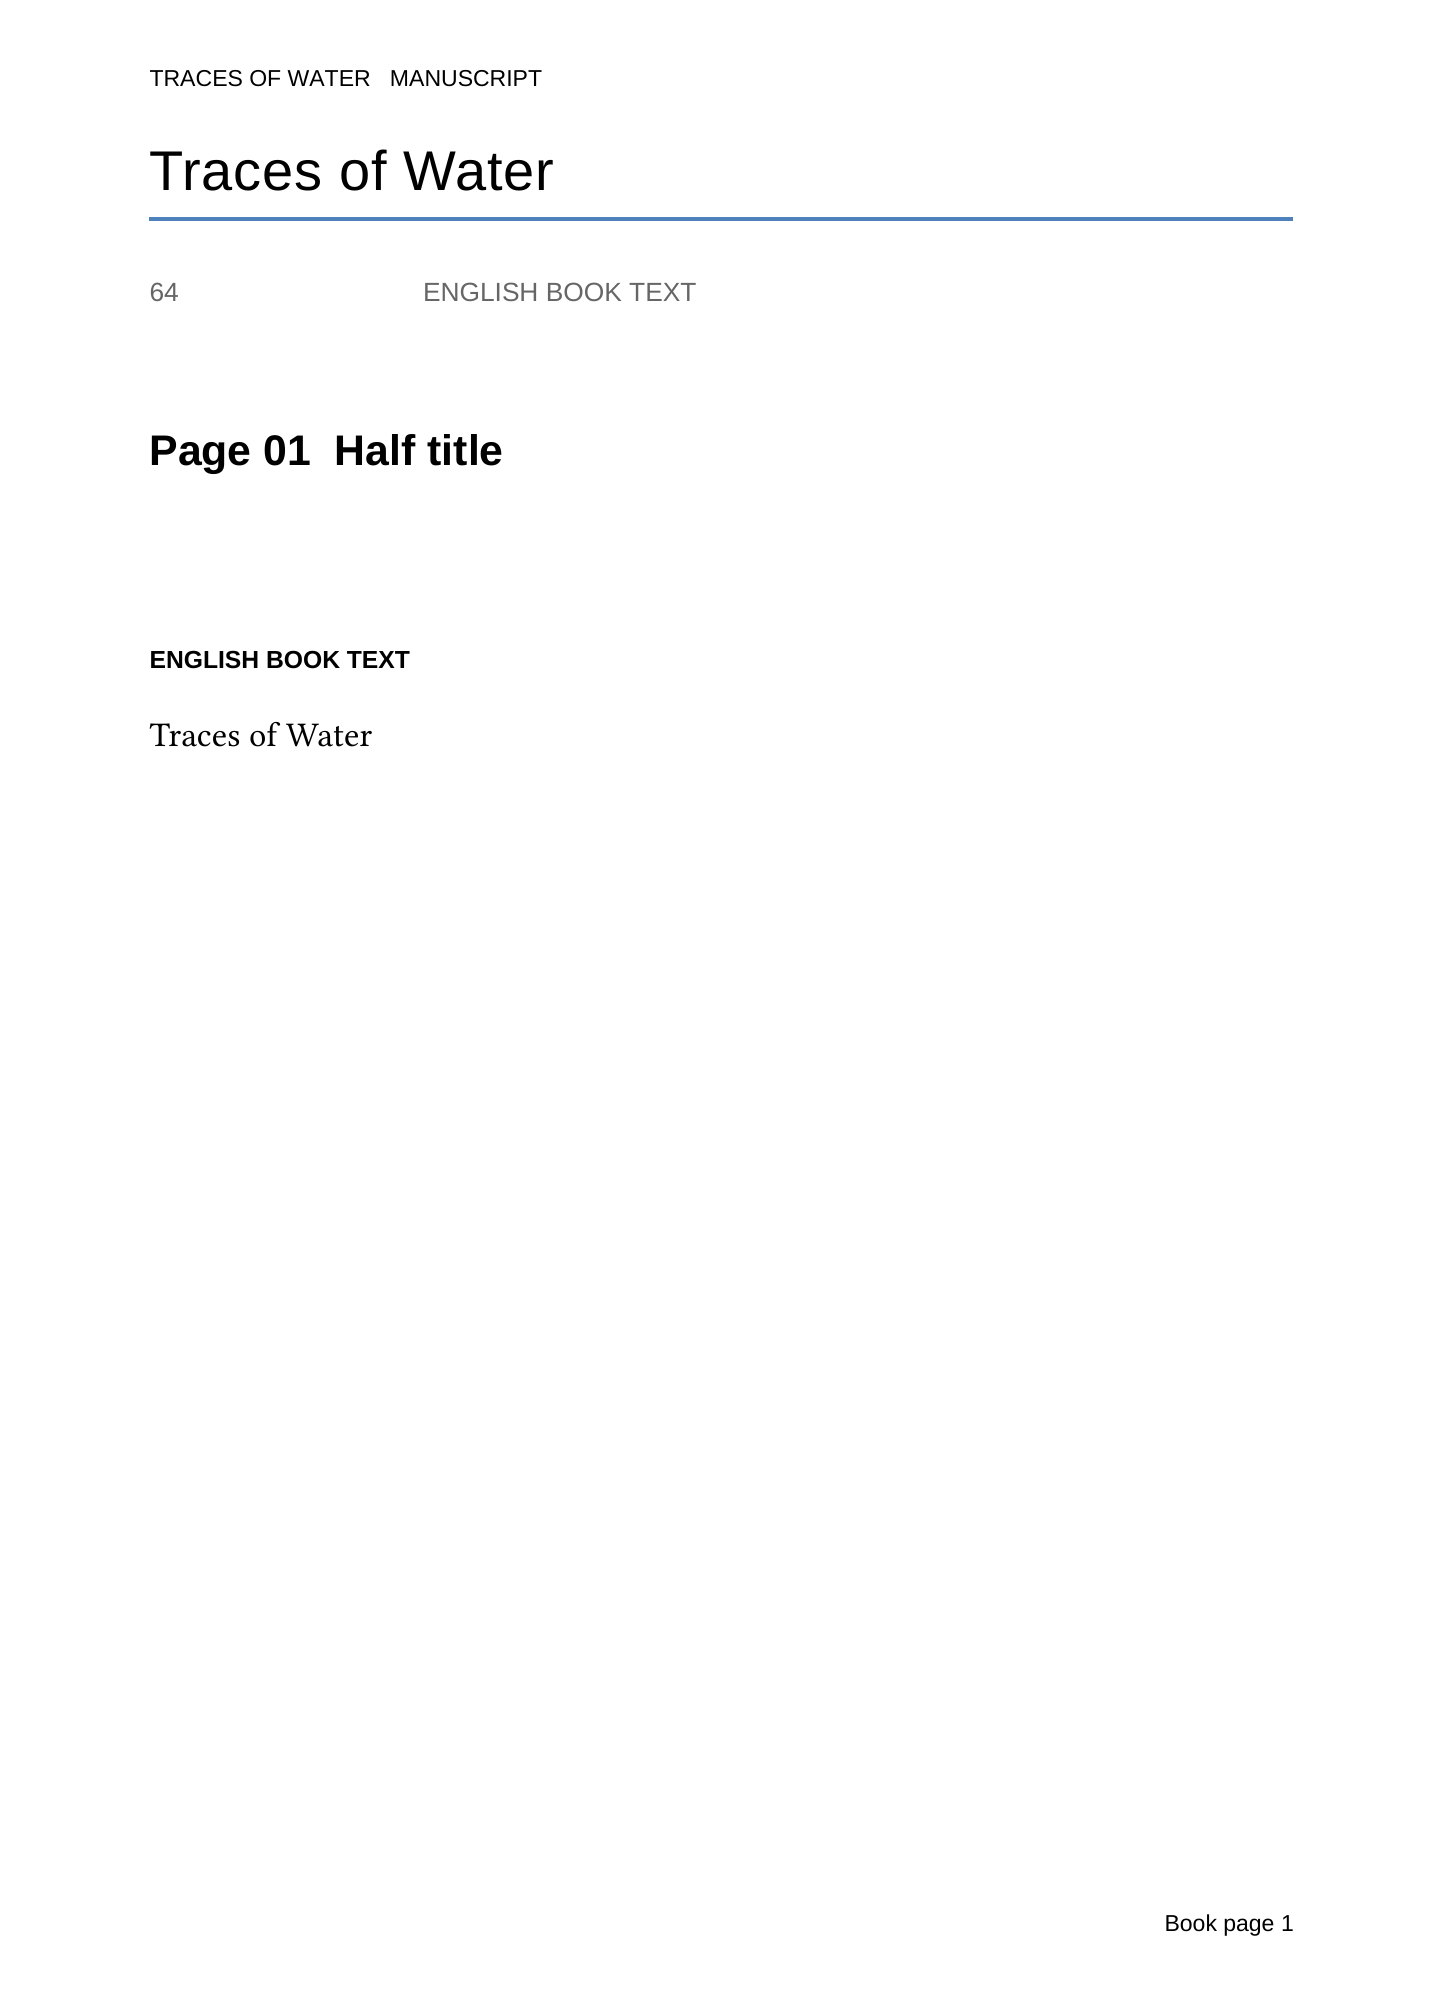 TRACES OF WATER   MANUSCRIPT
Traces of Water
64   ENGLISH BOOK TEXT
Page 01  Half title
ENGLISH BOOK TEXT
Traces of Water
Book page 1